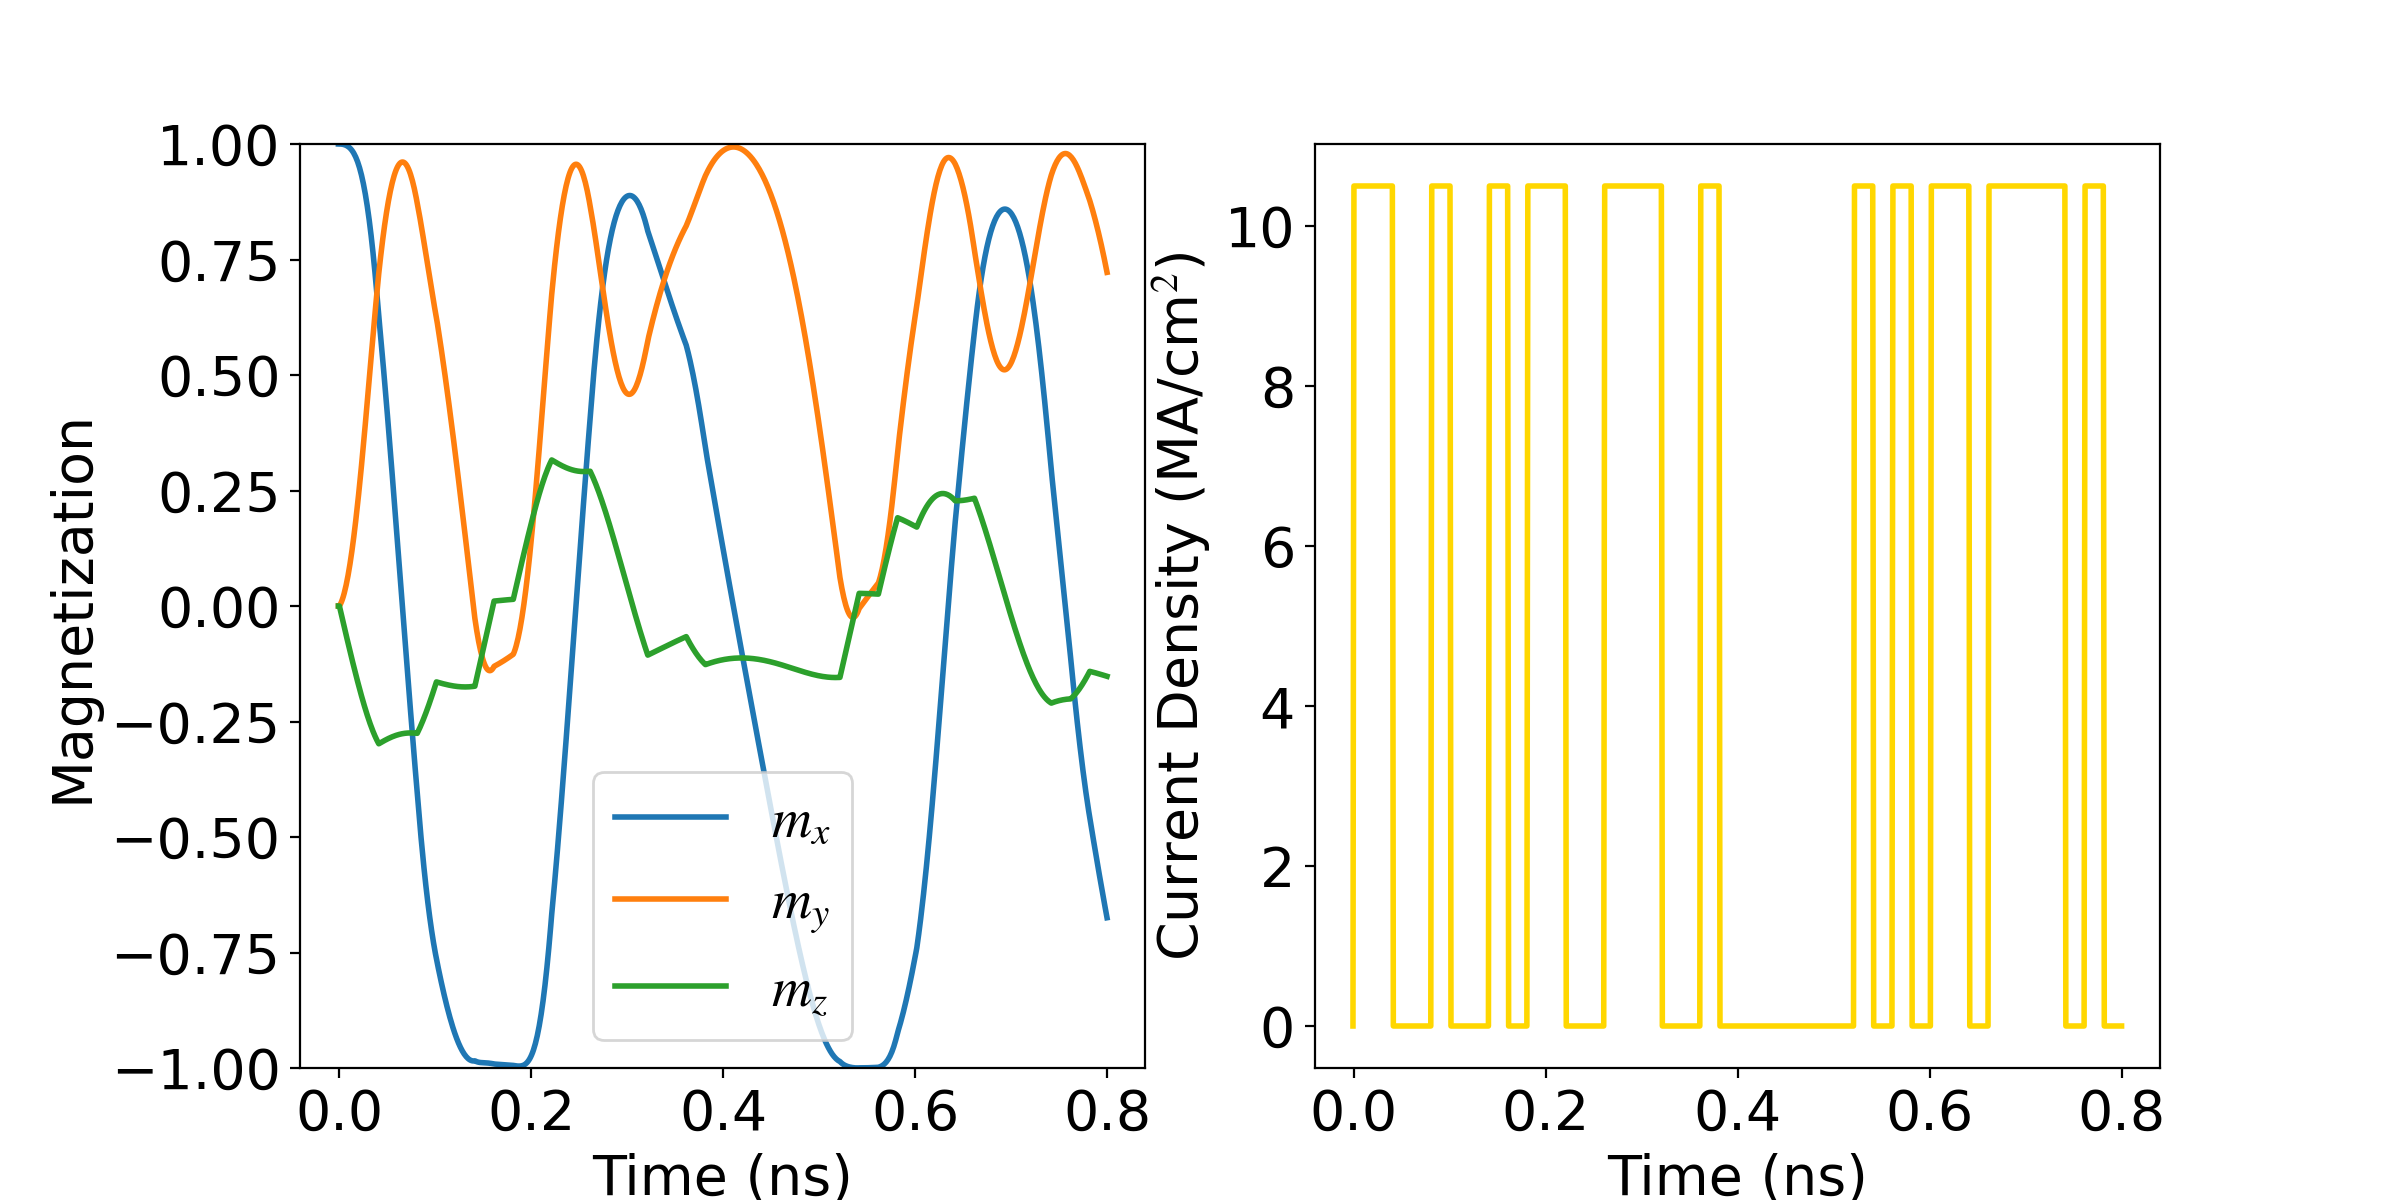 Magnetization
1.00
0.75
0.50
0.25
0.00
−0.25
−0.50
−0.75
−1.00
0.0 0.2 0.4 0.6 0.8
Time (ns)
m_x
m_y
m_z
Current Density (MA/cm²)
10
8
6
4
2
0
0.0 0.2 0.4 0.6 0.8
Time (ns)